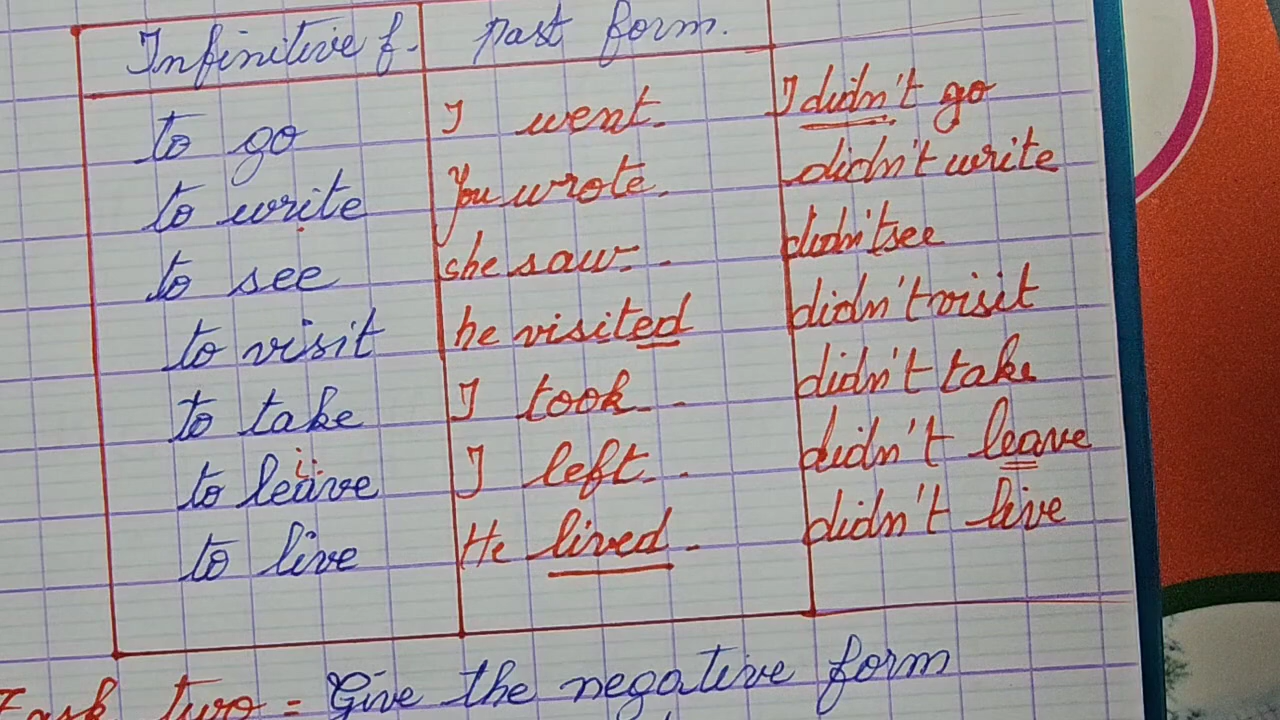 Infinitive f. past form.
to go I went. I didn't go
to write You wrote. didn't write
to see she saw. didn't see
to visit he visited didn't visit
to take I took. didn't take
to leave I left. didn't leave
to live He lived. didn't live
Task two = Give the negative form